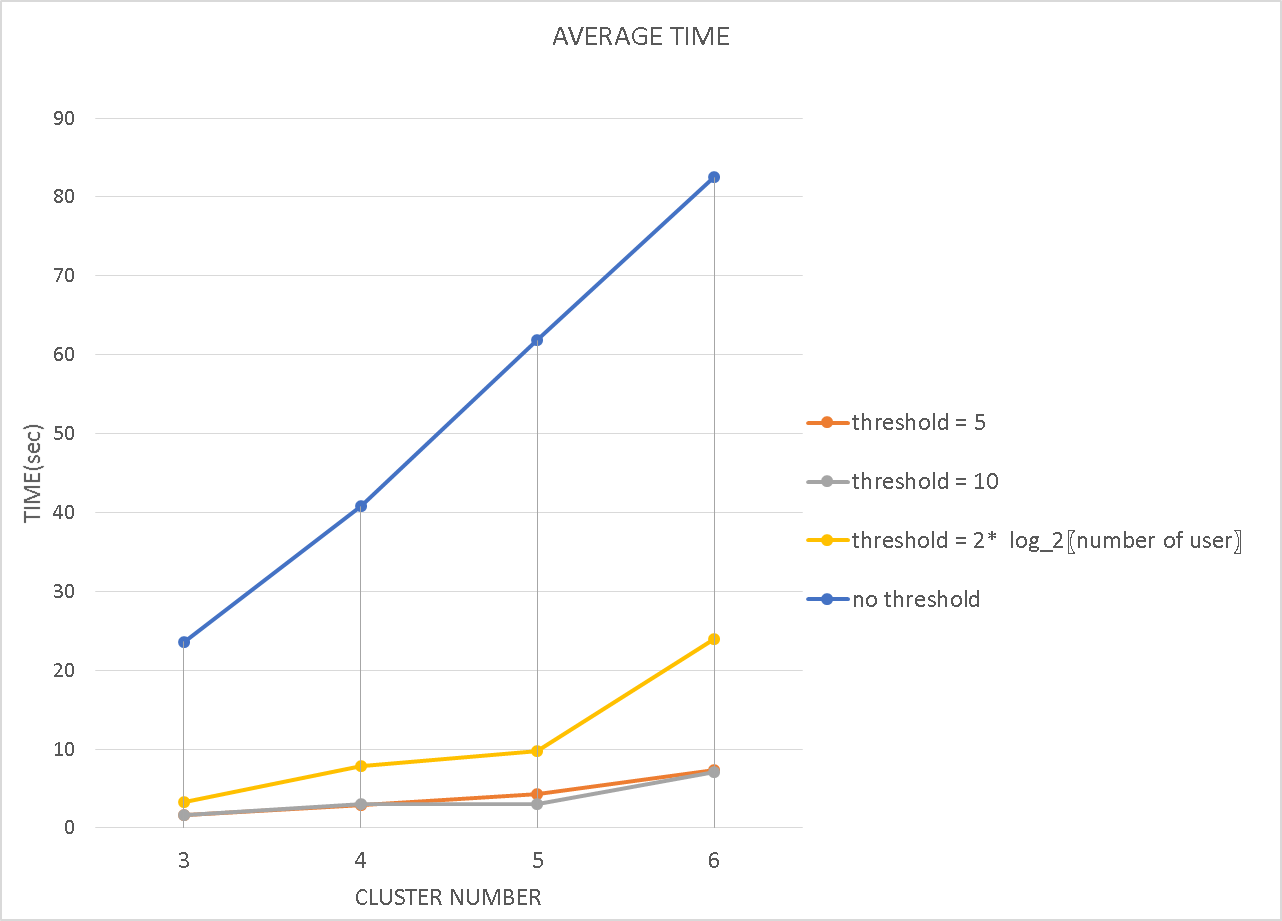 AVERAGE TIME
90
80
70
60
50
40
30
20
10
0
TIME(sec)
3 4 5 6
CLUSTER NUMBER
threshold = 5
threshold = 10
threshold = 2*  log_2〖number of user〗
no threshold